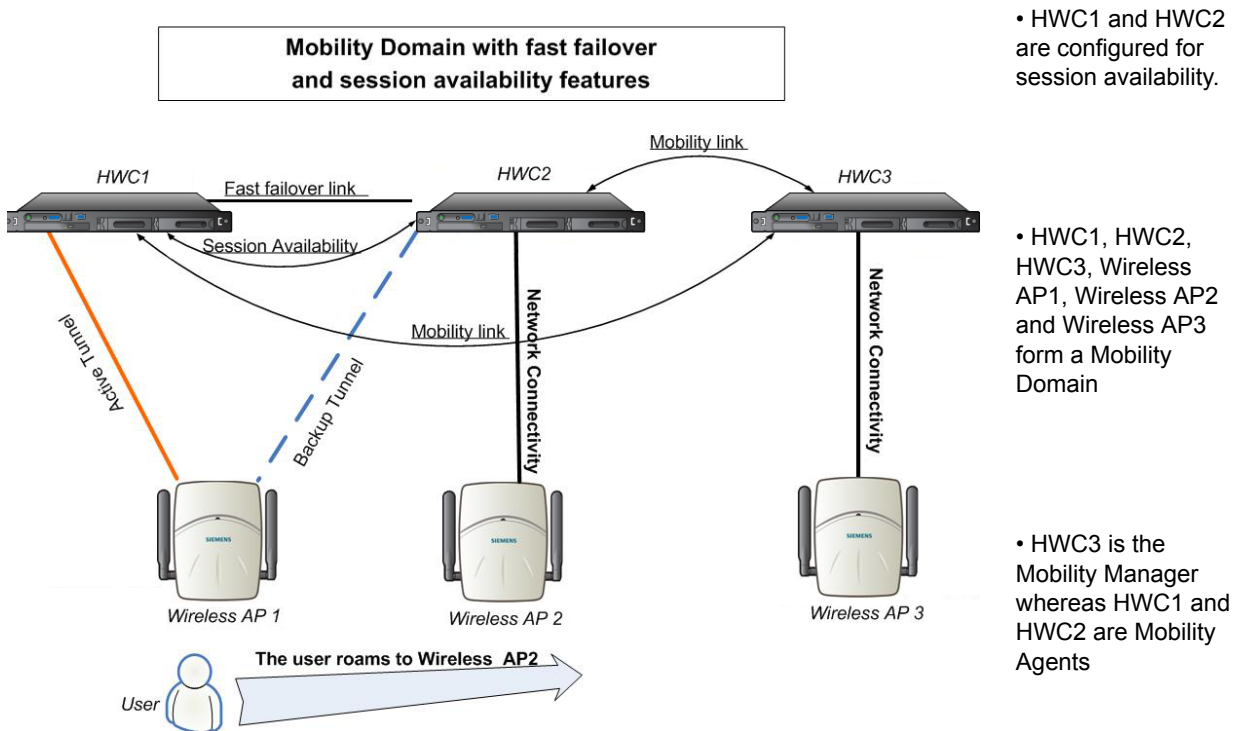 Mobility Domain with fast failover
and session availability features
• HWC1 and HWC2
are configured for
session availability.
Mobility link
HWC1
HWC2
HWC3
Fast failover link
Session Availability
Mobility link
• HWC1, HWC2,
HWC3, Wireless
AP1, Wireless AP2
and Wireless AP3
form a Mobility
Domain
Active Tunnel
Backup Tunnel
Network Connectivity
Network Connectivity
SIEMENS
SIEMENS
SIEMENS
Wireless AP 1
Wireless AP 2
Wireless AP 3
• HWC3 is the
Mobility Manager
whereas HWC1 and
HWC2 are Mobility
Agents
The user roams to Wireless AP2
User